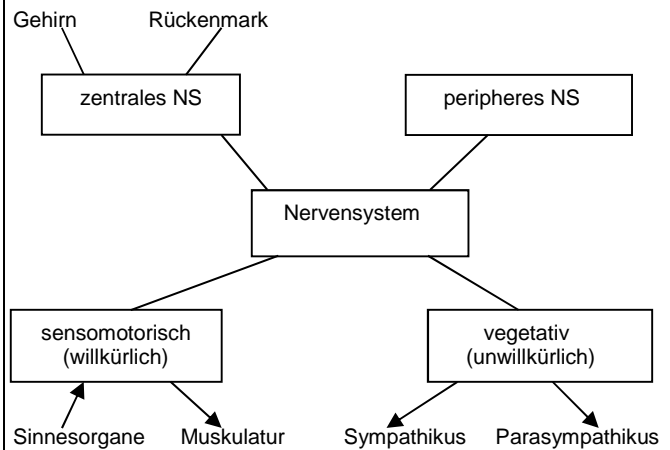 Gehirn
Rückenmark
zentrales NS
peripheres NS
Nervensystem
sensomotorisch
(willkürlich)
vegetativ
(unwillkürlich)
Sinnesorgane
Muskulatur
Sympathikus
Parasympathikus